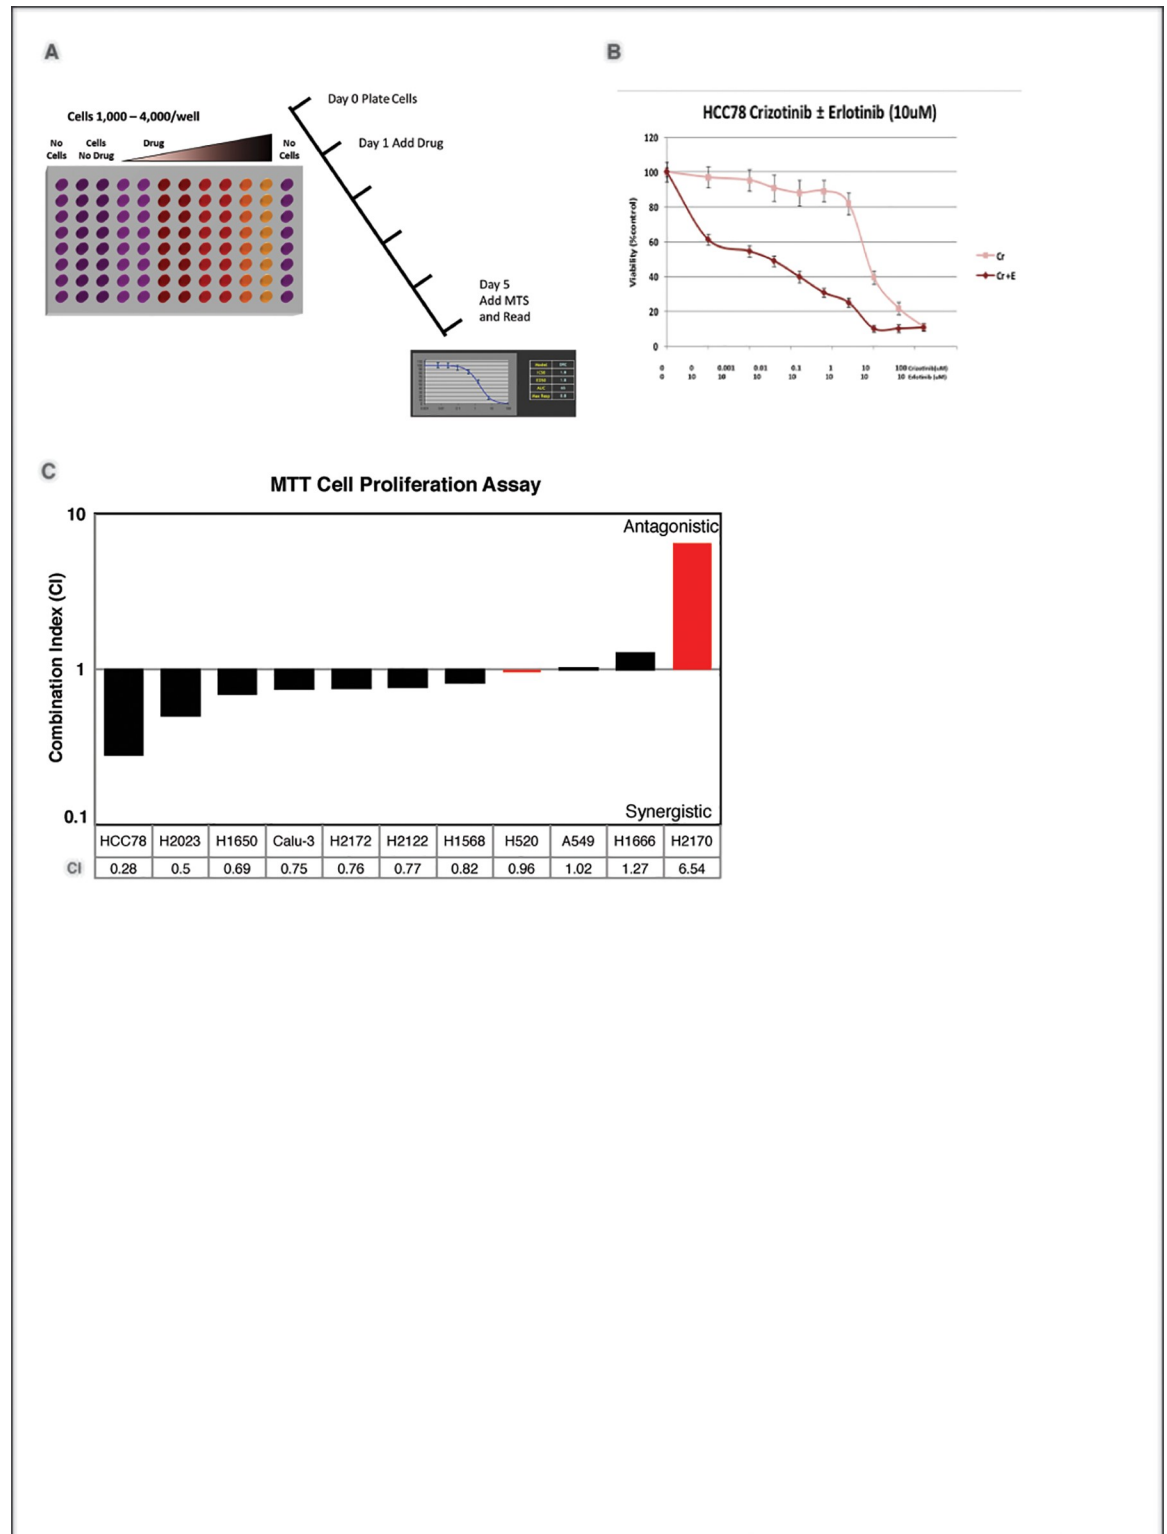 A
Cells 1,000 – 4,000/well
No Cells
Cells No Drug
Drug
No Cells
Day 0 Plate Cells
Day 1 Add Drug
Day 5
Add MTS
and Read
B
HCC78 Crizotinib ± Erlotinib (10uM)
Viability (%control)
120
100
80
60
40
20
0
0 0 0.001 0.01 0.1 1 10 100 Crizotinib(uM)
0 10 10 10 10 10 10 10 Erlotinib (uM)
Cr
Cr+E
C
MTT Cell Proliferation Assay
Combination Index (CI)
10
1
0.1
Antagonistic
Synergistic
HCC78 H2023 H1650 Calu-3 H2172 H2122 H1568 H520 A549 H1666 H2170
CI 0.28 0.5 0.69 0.75 0.76 0.77 0.82 0.96 1.02 1.27 6.54